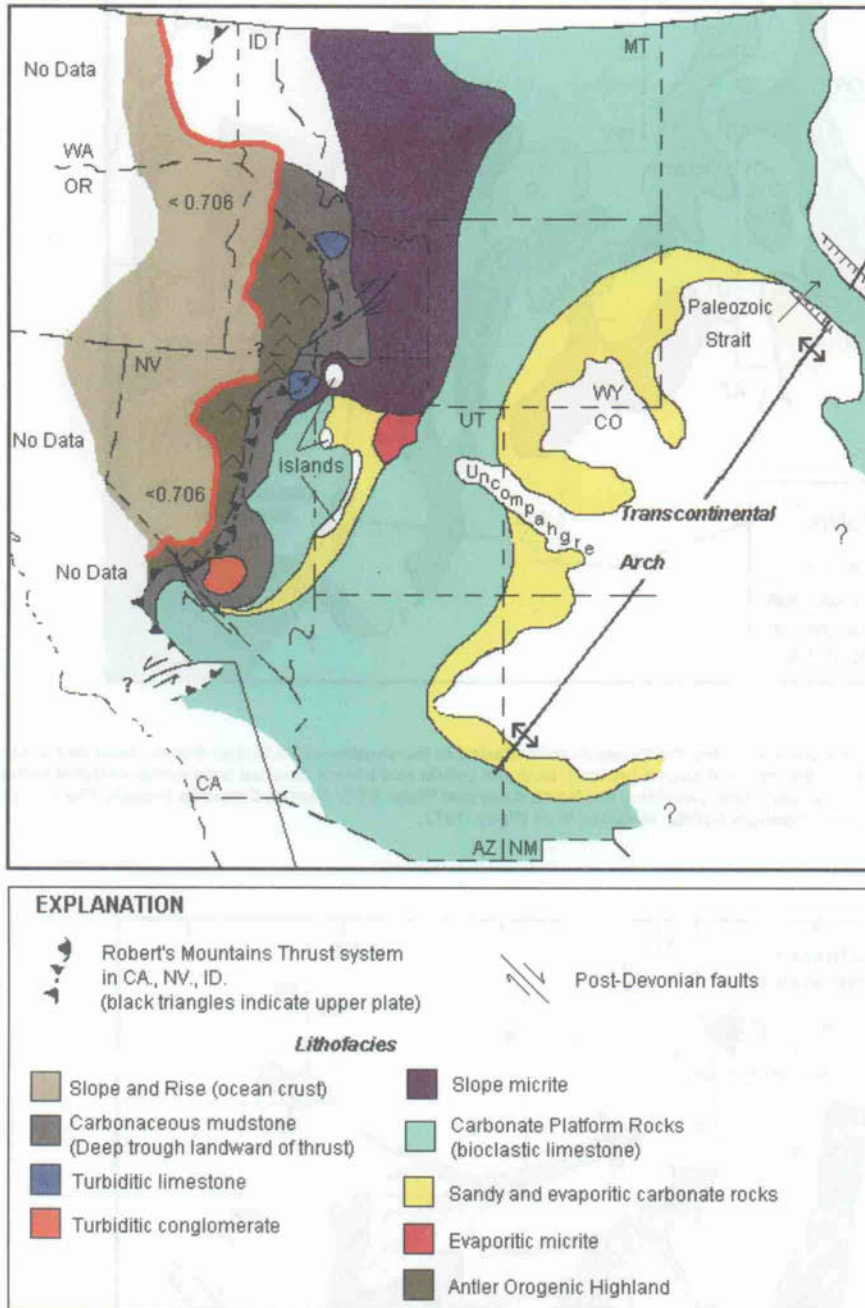 No Data
ID
MT
WA
OR
< 0.706
Paleozoic
Strait
NV
?
WY
CO
UT
No Data
islands
Uncompahgre
<0.706
Transcontinental
?
Arch
No Data
?
CA
?
AZ NM
EXPLANATION
Robert's Mountains Thrust system
in CA., NV., ID.
(black triangles indicate upper plate)
Post-Devonian faults
Lithofacies
Slope and Rise (ocean crust)
Carbonaceous mudstone
(Deep trough landward of thrust)
Turbiditic limestone
Turbiditic conglomerate
Slope micrite
Carbonate Platform Rocks
(bioclastic limestone)
Sandy and evaporitic carbonate rocks
Evaporitic micrite
Antler Orogenic Highland